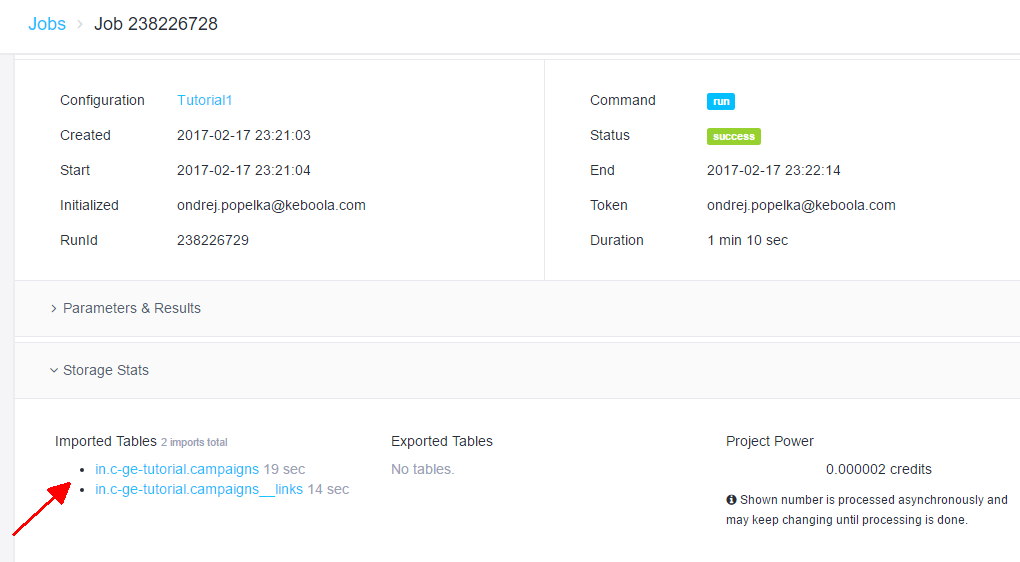 Jobs > Job 238226728
Configuration Tutorial1
Created 2017-02-17 23:21:03
Start 2017-02-17 23:21:04
Initialized ondrej.popelka@keboola.com
RunId 238226729
Command run
Status success
End 2017-02-17 23:22:14
Token ondrej.popelka@keboola.com
Duration 1 min 10 sec
Parameters & Results
Storage Stats
Imported Tables 2 imports total
in.c-ge-tutorial.campaigns 19 sec
in.c-ge-tutorial.campaigns__links 14 sec
Exported Tables
No tables.
Project Power
0.000002 credits
Shown number is processed asynchronously and
may keep changing until processing is done.